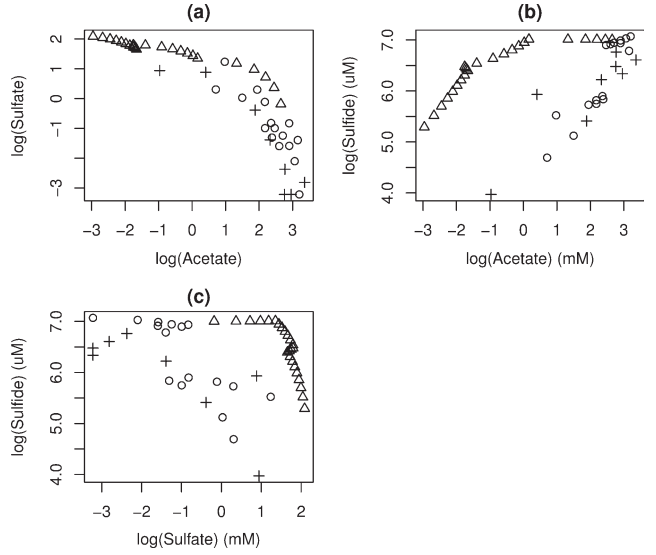 (a)
log(Sulfate)
2
1
0
−1
−3
−3 −2 −1 0 1 2 3
log(Acetate)
(b)
log(Sulfide) (uM)
7.0
6.0
5.0
4.0
−3 −2 −1 0 1 2 3
log(Acetate) (mM)
(c)
log(Sulfide) (uM)
7.0
6.0
5.0
4.0
−3 −2 −1 0 1 2
log(Sulfate) (mM)